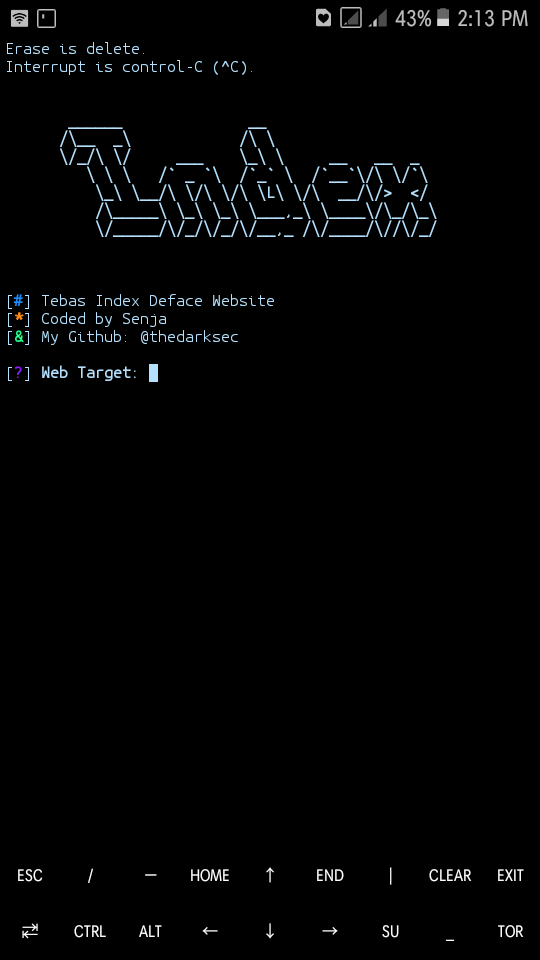 43% 2:13 PM
Erase is delete.
Interrupt is control-C (^C).
Index
[#] Tebas Index Deface Website
[*] Coded by Senja
[&] My Github: @thedarksec
[?] Web Target:
ESC / — HOME ↑ END | CLEAR EXIT
⇄ CTRL ALT ← ↓ → SU _ TOR